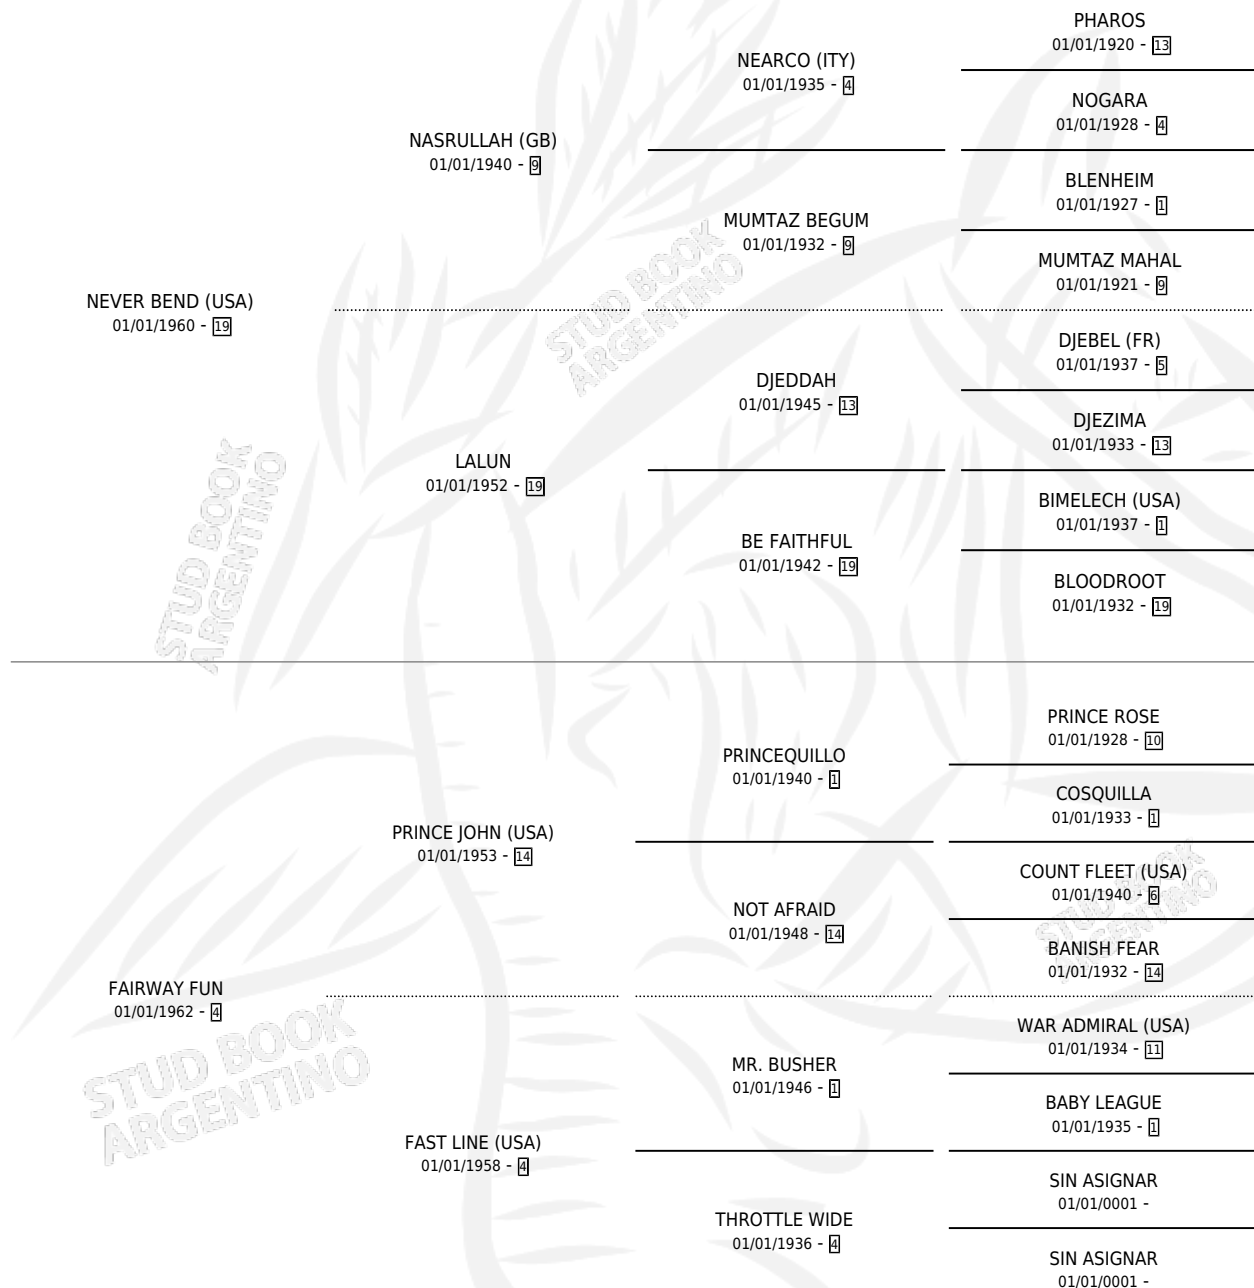 PHAROS
01/01/1920 - 13
NEARCO (ITY)
01/01/1935 - 4
NOGARA
01/01/1928 - 4
NASRULLAH (GB)
01/01/1940 - 9
BLENHEIM
01/01/1927 - 1
MUMTAZ BEGUM
01/01/1932 - 9
MUMTAZ MAHAL
01/01/1921 - 9
NEVER BEND (USA)
01/01/1960 - 19
DJEBEL (FR)
01/01/1937 - 5
DJEDDAH
01/01/1945 - 13
DJEZIMA
01/01/1933 - 13
LALUN
01/01/1952 - 19
BIMELECH (USA)
01/01/1937 - 1
BE FAITHFUL
01/01/1942 - 19
BLOODROOT
01/01/1932 - 19
PRINCE ROSE
01/01/1928 - 10
PRINCEQUILLO
01/01/1940 - 1
COSQUILLA
01/01/1933 - 1
PRINCE JOHN (USA)
01/01/1953 - 14
COUNT FLEET (USA)
01/01/1940 - 6
NOT AFRAID
01/01/1948 - 14
BANISH FEAR
01/01/1932 - 14
FAIRWAY FUN
01/01/1962 - 4
WAR ADMIRAL (USA)
01/01/1934 - 11
MR. BUSHER
01/01/1946 - 1
BABY LEAGUE
01/01/1935 - 1
FAST LINE (USA)
01/01/1958 - 4
SIN ASIGNAR
01/01/0001 -
THROTTLE WIDE
01/01/1936 - 4
SIN ASIGNAR
01/01/0001 -
STUD BOOK
ARGENTINO
STUD BOOK
ARGENTINO
STUD BOOK
ARGENTINO
STUD BOOK
ARGENTINO